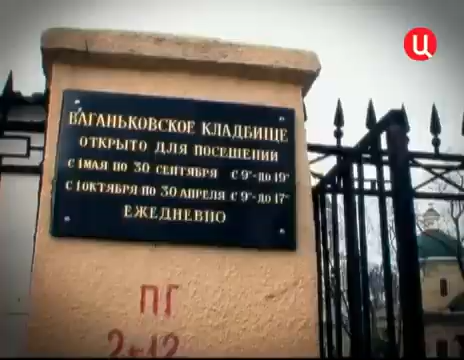 ВАГАНЬКОВСКОЕ КЛАДБИЩЕ
ОТКРЫТО ДЛЯ ПОСЕЩЕНИЙ
С 1 МАЯ ПО 30 СЕНТЯБРЯ С 9°° ДО 19°°
С 1 ОКТЯБРЯ ПО 30 АПРЕЛЯ С 9°° ДО 17°°
ЕЖЕДНЕВНО
ПГ
2+12
Ц